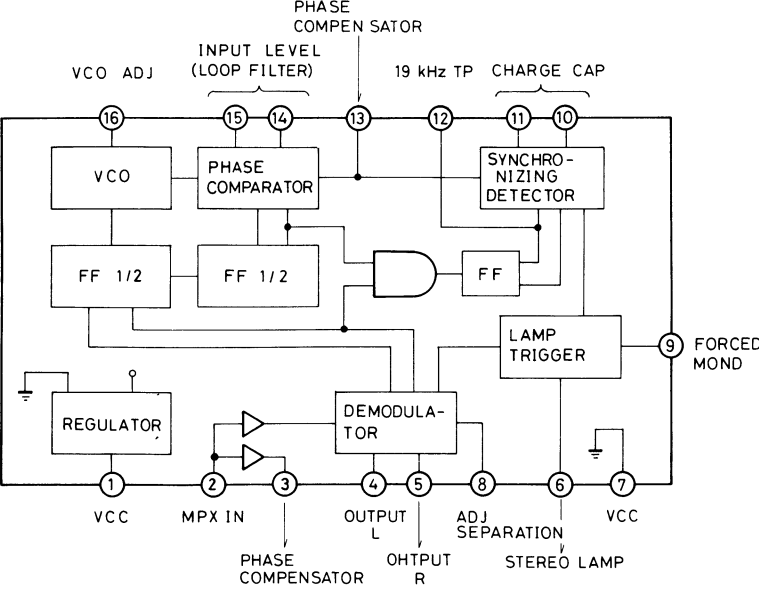 PHASE
COMPENSATOR
INPUT LEVEL
(LOOP FILTER)
VCO ADJ
19 kHz TP
CHARGE CAP
16
15
14
13
12
11
10
VCO
PHASE
COMPARATOR
SYNCHRO-
NIZING
DETECTOR
FF 1/2
FF 1/2
FF
LAMP
TRIGGER
9
FORCED
MOND
REGULATOR
DEMODULA-
TOR
1
2
3
4
5
8
6
7
VCC
MPX IN
OUTPUT
L
ADJ
SEPARATION
VCC
PHASE
COMPENSATOR
OHTPUT
R
STEREO LAMP